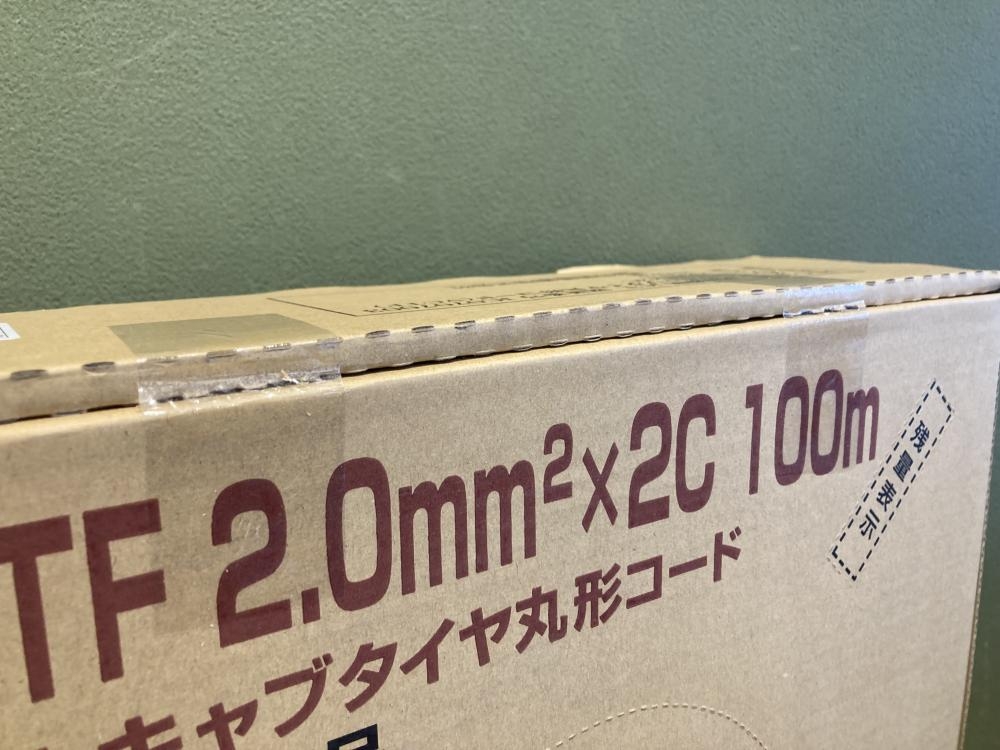 TF 2.0mm²×2C 100m
キャブタイヤ丸形コード
残量表示